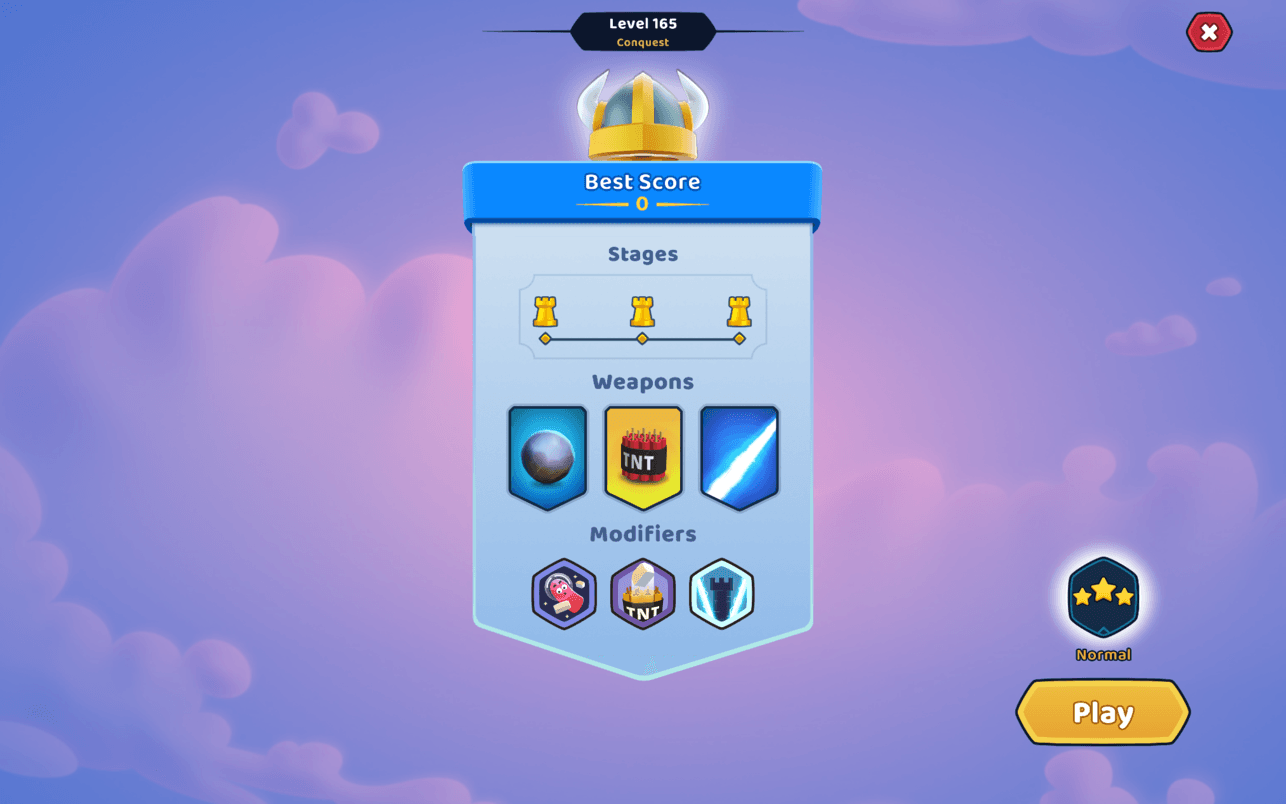 Level 165
Conquest
Best Score
0
Stages
Weapons
TNT
Modifiers
TNT
Normal
Play